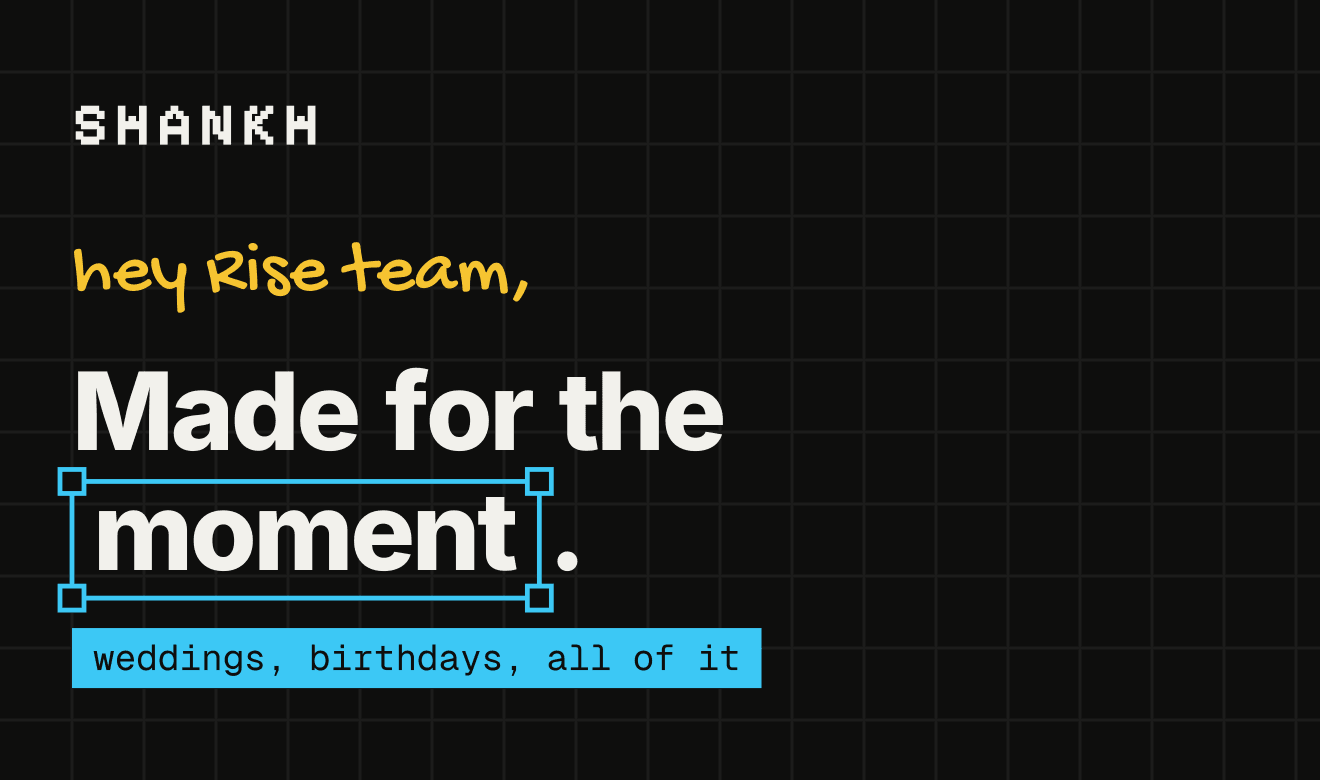 SHANKH
hey Rise team,
Made for the
moment.
weddings, birthdays, all of it